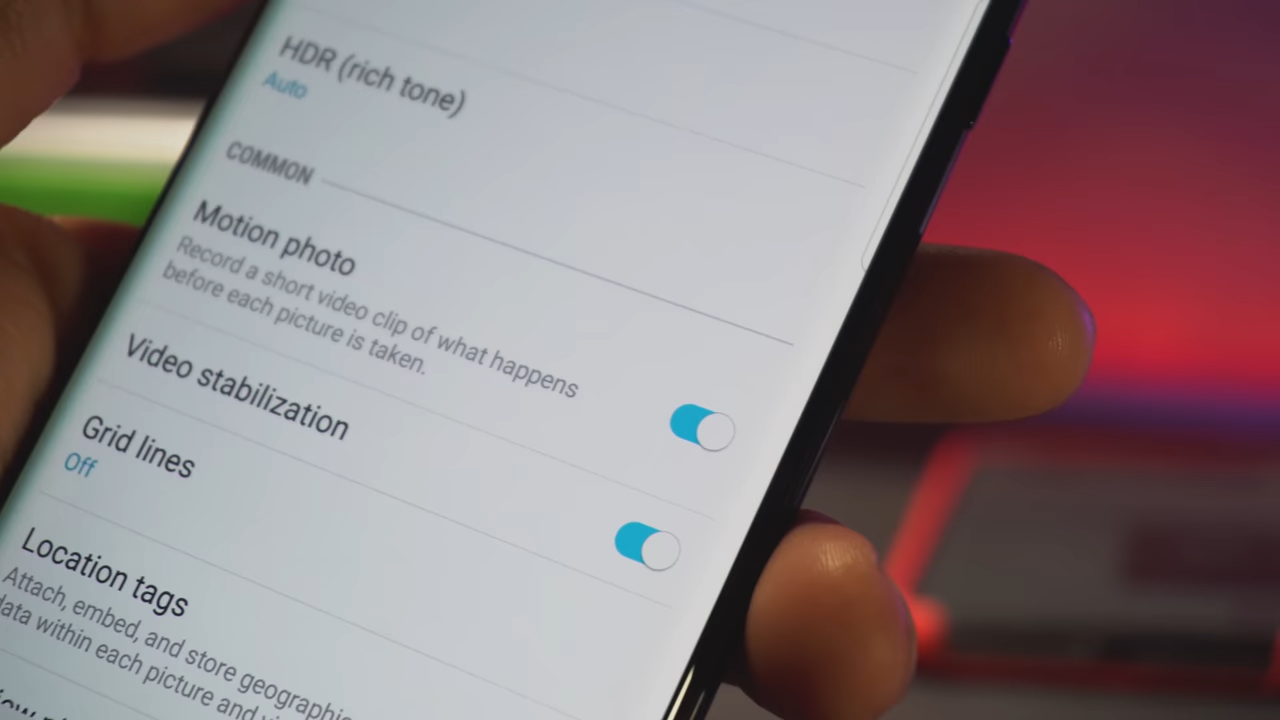 HDR (rich tone)
Auto
COMMON
Motion photo
Record a short video clip of what happens
before each picture is taken.
Video stabilization
Grid lines
Off
Location tags
Attach, embed, and store geographic
data within each picture and